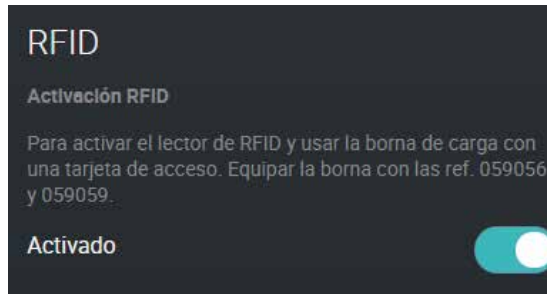 RFID
Activación RFID
Para activar el lector de RFID y usar la borna de carga con
una tarjeta de acceso. Equipar la borna con las ref. 059056
y 059059.
Activado